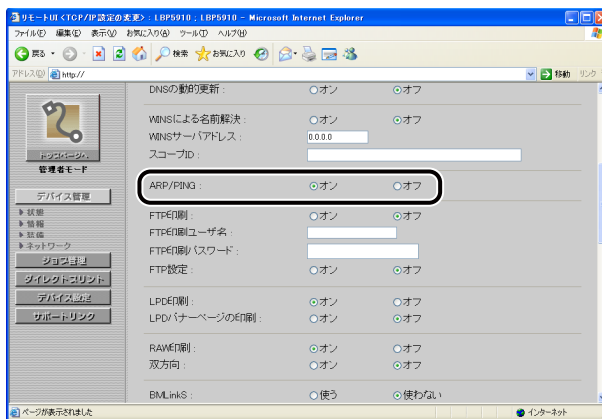 リモートUI <TCP/IP設定の変更> : LBP5910 ; LBP5910 - Microsoft Internet Explorer
ファイル(F) 編集(E) 表示(V) お気に入り(A) ツール(T) ヘルプ(H)
戻る 検索 お気に入り
アドレス(D) http:// 移動 リンク
トップページへ
管理者モード
デバイス管理
状態
情報
装備
ネットワーク
ジョブ管理
ダイレクトプリント
デバイス設定
サポートリンク
DNSの動的更新 : オン オフ
WINSによる名前解決 : オン オフ
WINSサーバアドレス : 0.0.0.0
スコープID :
ARP/PING : オン オフ
FTP印刷 : オン オフ
FTP印刷ユーザ名 :
FTP印刷パスワード :
FTP設定 : オン オフ
LPD印刷 : オン オフ
LPDバナーページの印刷 : オン オフ
RAW印刷 : オン オフ
双方向 : オン オフ
BMLinkS : 使う 使わない
ページが表示されました インターネット